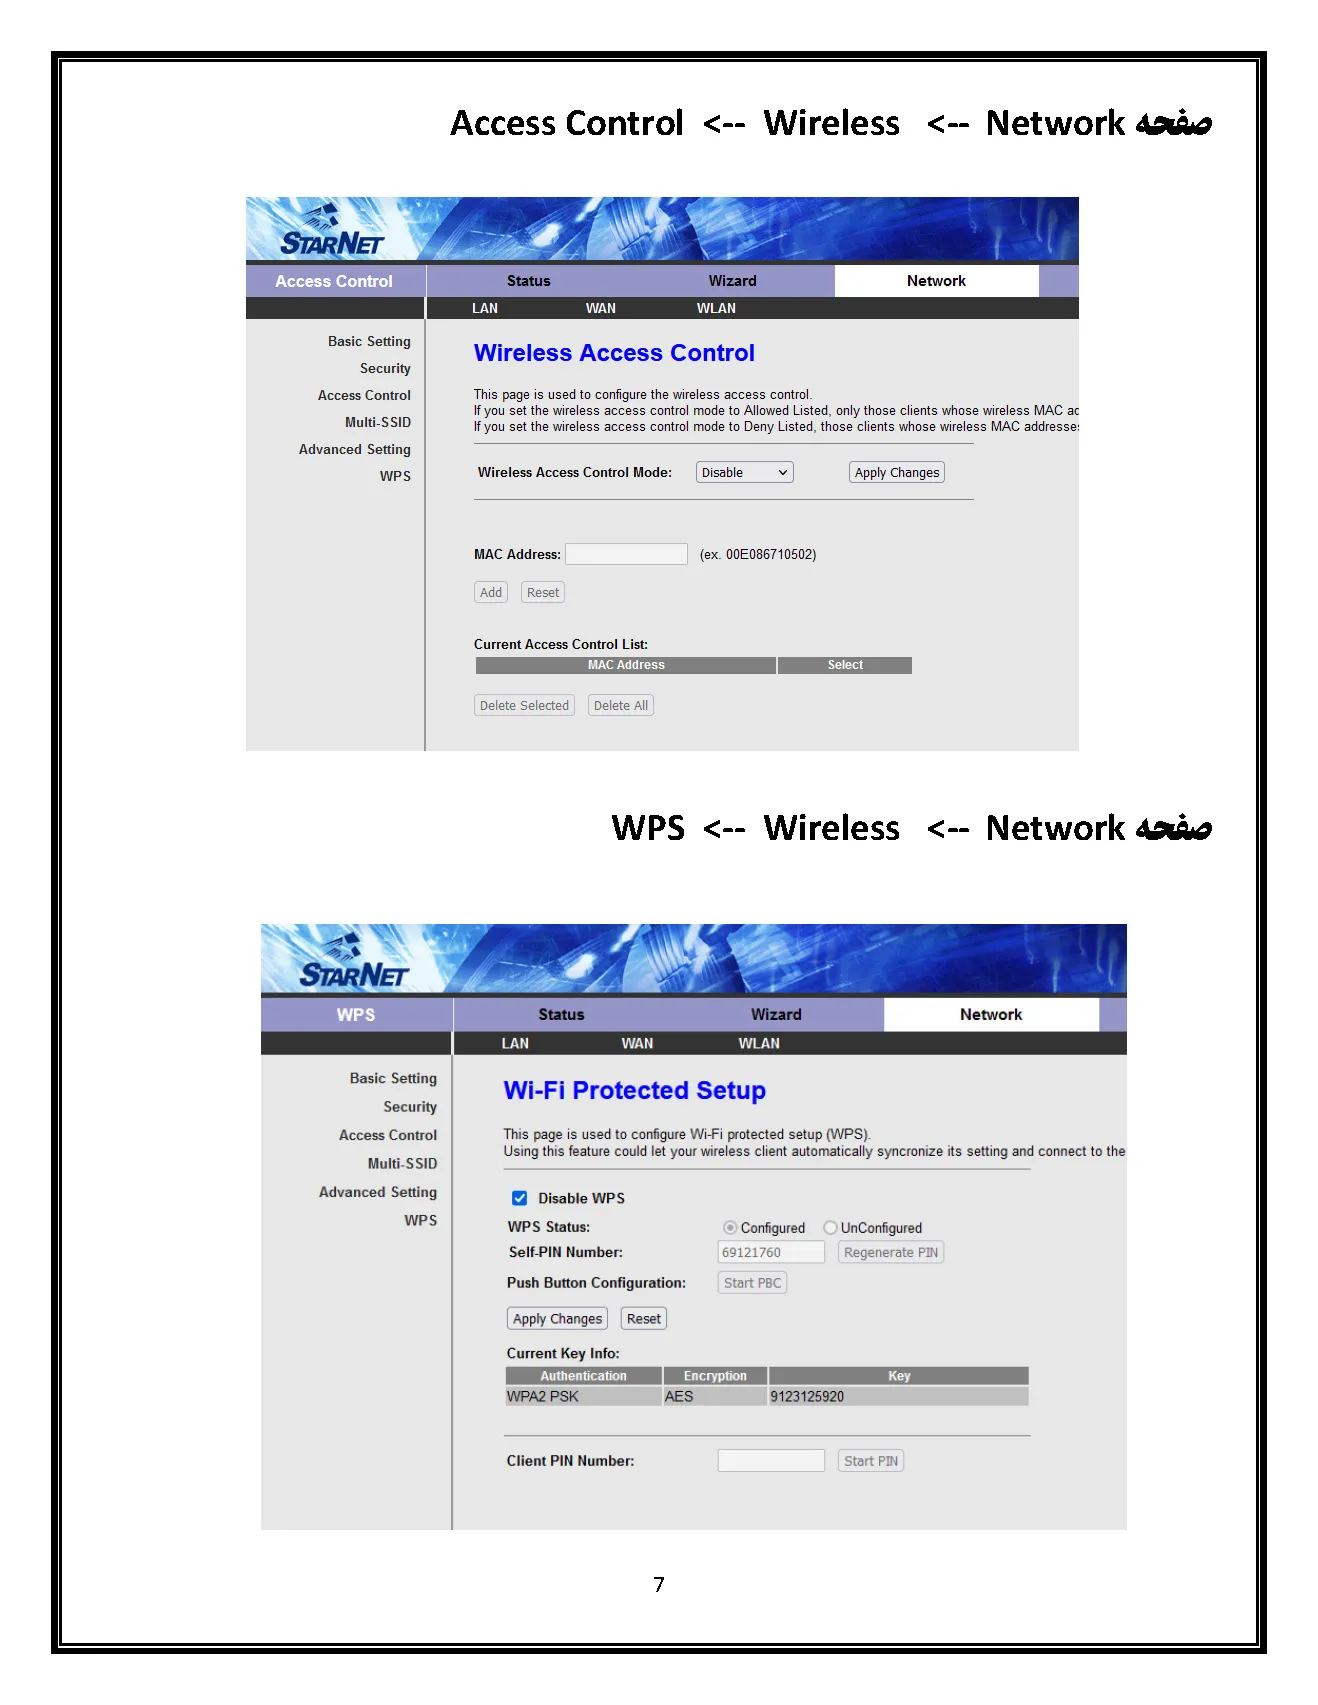 صفحه Network --> Wireless --> Access Control
STARNET
Access Control Status Wizard Network
LAN WAN WLAN
Basic Setting
Security
Access Control
Multi-SSID
Advanced Setting
WPS
Wireless Access Control
This page is used to configure the wireless access control.
If you set the wireless access control mode to Allowed Listed, only those clients whose wireless MAC ac
If you set the wireless access control mode to Deny Listed, those clients whose wireless MAC addresses
Wireless Access Control Mode: Disable Apply Changes
MAC Address: (ex. 00E086710502)
Add Reset
Current Access Control List:
MAC Address Select
Delete Selected Delete All
صفحه Network --> Wireless --> WPS
STARNET
WPS Status Wizard Network
LAN WAN WLAN
Basic Setting
Security
Access Control
Multi-SSID
Advanced Setting
WPS
Wi-Fi Protected Setup
This page is used to configure Wi-Fi protected setup (WPS).
Using this feature could let your wireless client automatically syncronize its setting and connect to the
Disable WPS
WPS Status: Configured UnConfigured
Self-PIN Number: 69121760 Regenerate PIN
Push Button Configuration: Start PBC
Apply Changes Reset
Current Key Info:
Authentication Encryption Key
WPA2 PSK AES 9123125920
Client PIN Number: Start PIN
7